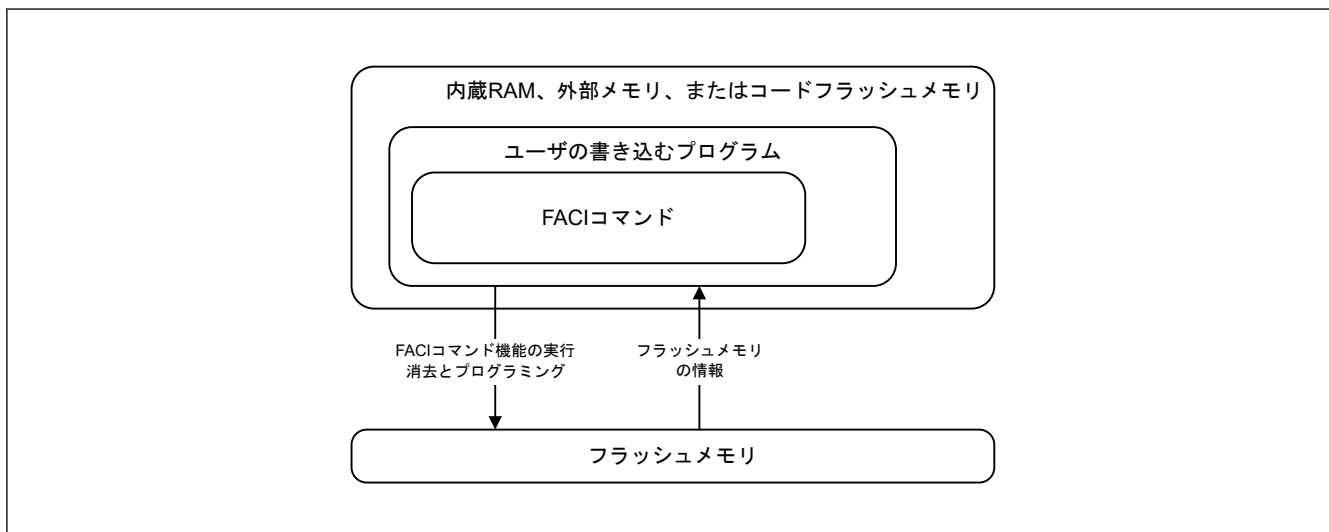 内蔵RAM、外部メモリ、またはコードフラッシュメモリ
ユーザの書き込むプログラム
FACIコマンド
FACIコマンド機能の実行
消去とプログラミング
フラッシュメモリ
の情報
フラッシュメモリ